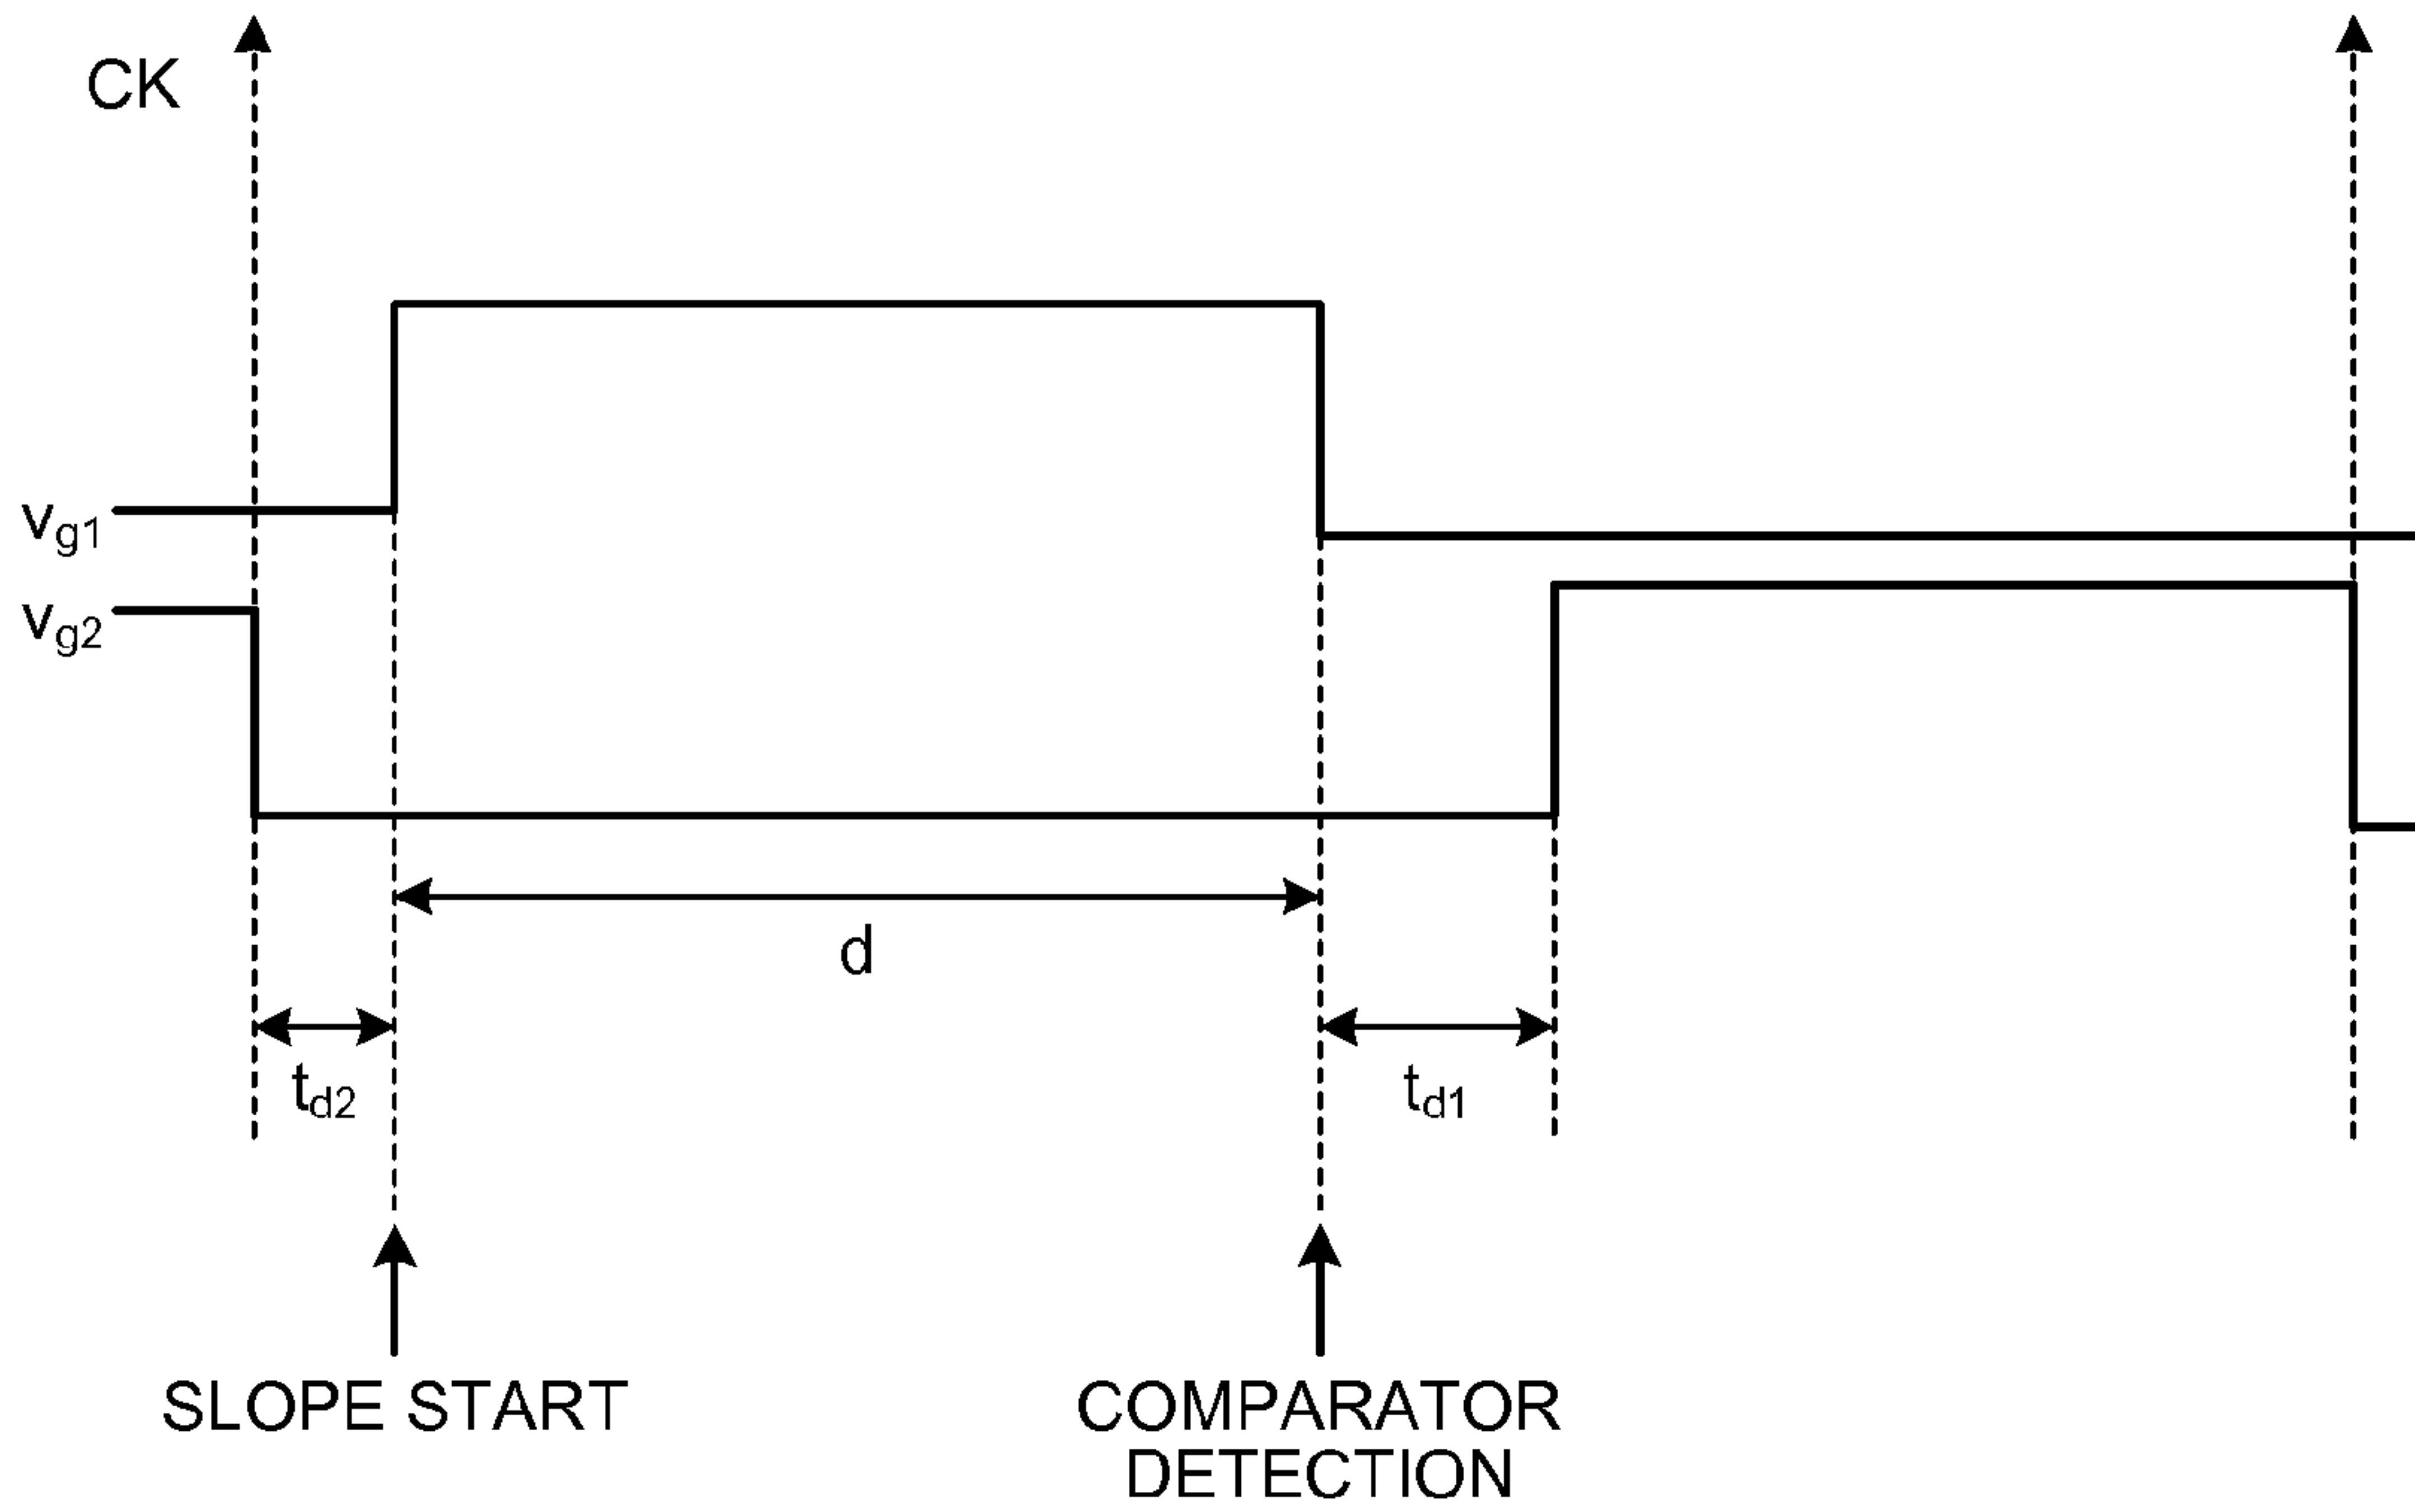 CK
vg1
vg2
d
td2
td1
SLOPE START
COMPARATOR
DETECTION